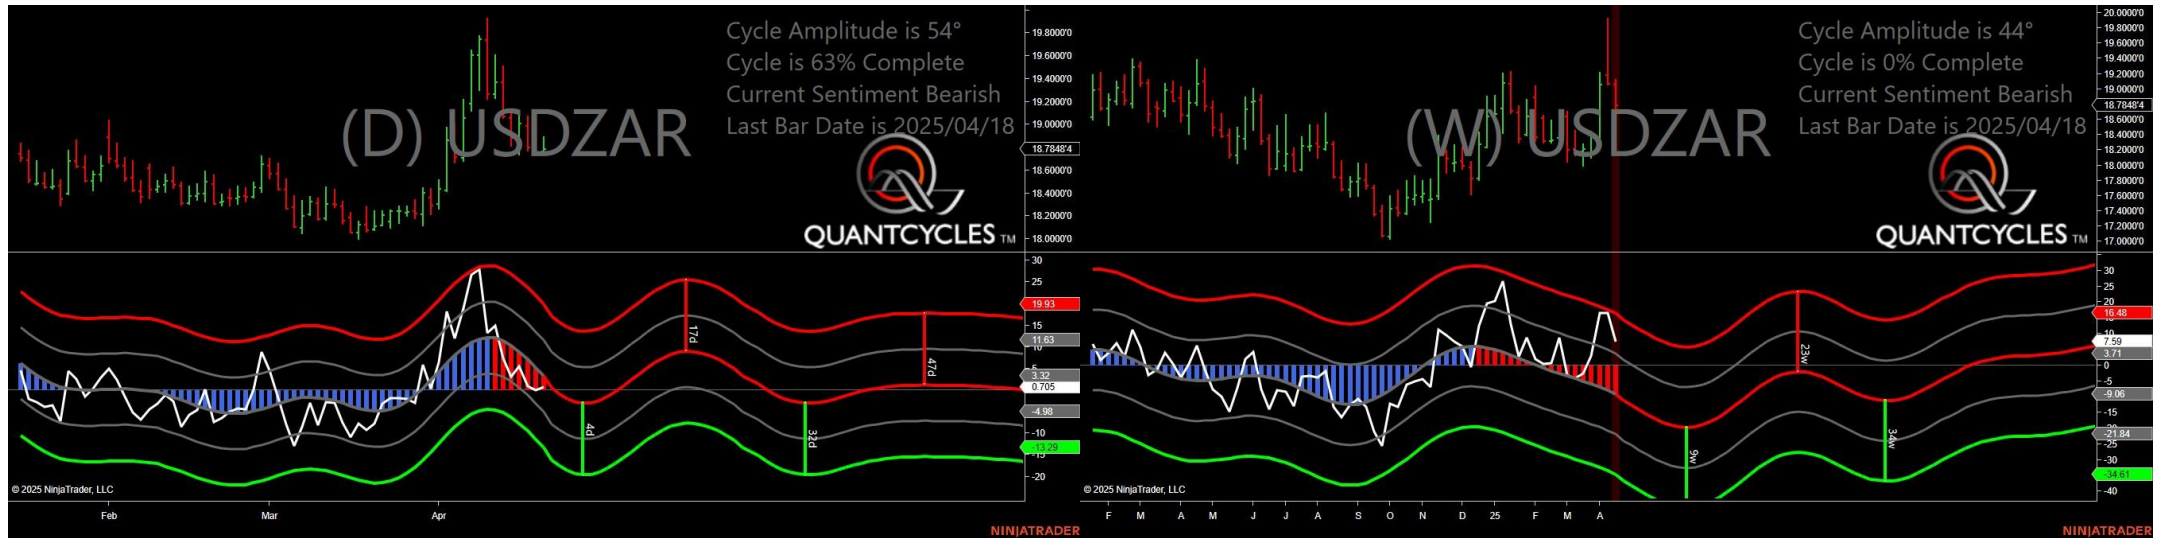 Cycle Amplitude is 54°
Cycle is 63% Complete
Current Sentiment Bearish
Last Bar Date is 2025/04/18
(D) USDZAR
QUANTCYCLES TM
19.8000'0
19.6000'0
19.4000'0
19.2000'0
19.0000'0
18.7848'4
18.6000'0
18.4000'0
18.2000'0
18.0000'0
30
25
19.93
15
11.63
3.32
0.705
-4.98
-10
-13.29
-15
-20
17d
47d
4d
32d
© 2025 NinjaTrader, LLC
Feb
Mar
Apr
NINJATRADER
Cycle Amplitude is 44°
Cycle is 0% Complete
Current Sentiment Bearish
Last Bar Date is 2025/04/18
(W) USDZAR
QUANTCYCLES TM
20.0000'0
19.8000'0
19.6000'0
19.4000'0
19.2000'0
19.0000'0
18.7848'4
18.6000'0
18.4000'0
18.2000'0
18.0000'0
17.8000'0
17.6000'0
17.4000'0
17.2000'0
17.0000'0
30
25
20
16.48
10
7.59
3.71
0
-5
-9.06
-15
-21.84
-25
-30
-34.61
-40
23w
9w
34w
© 2025 NinjaTrader, LLC
F M A M J J A S O N D 25 F M A
NINJATRADER